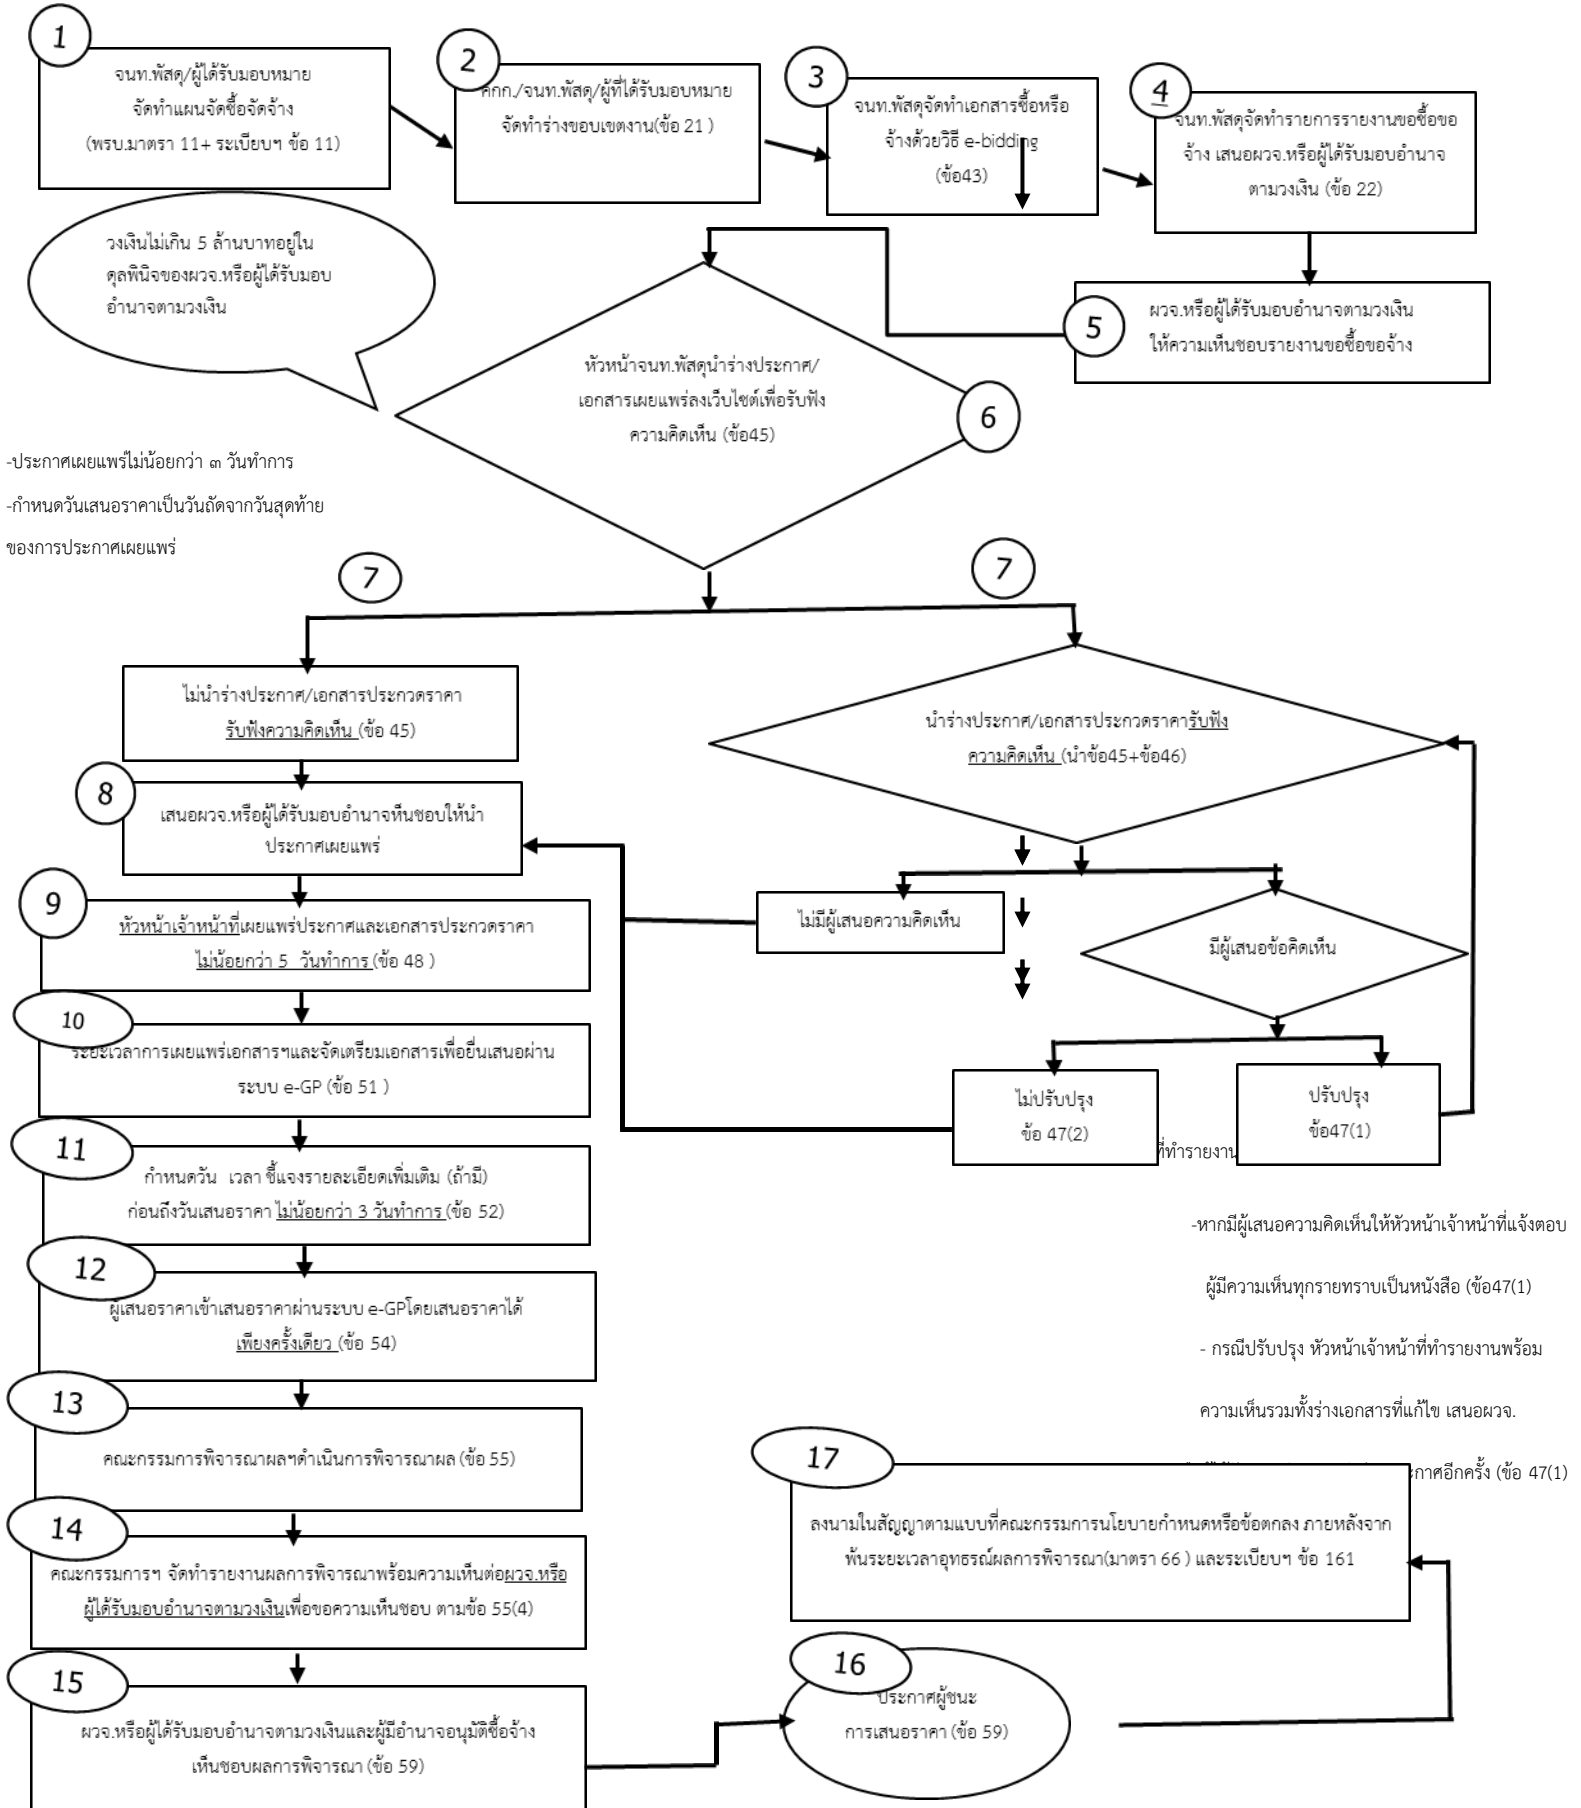 1
จนท.พัสดุ/ผู้ได้รับมอบหมาย
จัดทำแผนจัดซื้อจัดจ้าง
(พรบ.มาตรา 11+ ระเบียบฯ ข้อ 11)
2
คกก./จนท.พัสดุ/ผู้ที่ได้รับมอบหมาย
จัดทำร่างขอบเขตงาน(ข้อ 21 )
3
จนท.พัสดุจัดทำเอกสารซื้อหรือ
จ้างด้วยวิธี e-bidding
(ข้อ43)
4
จนท.พัสดุจัดทำรายการรายงานขอซื้อขอ
จ้าง เสนอผวจ.หรือผู้ได้รับมอบอำนาจ
ตามวงเงิน (ข้อ 22)
วงเงินไม่เกิน 5 ล้านบาทอยู่ใน
ดุลพินิจของผวจ.หรือผู้ได้รับมอบ
อำนาจตามวงเงิน
5
ผวจ.หรือผู้ได้รับมอบอำนาจตามวงเงิน
ให้ความเห็นชอบรายงานขอซื้อขอจ้าง
หัวหน้าจนท.พัสดุนำร่างประกาศ/
เอกสารเผยแพร่ลงเว็บไซต์เพื่อรับฟัง
ความคิดเห็น (ข้อ45)
6
-ประกาศเผยแพร่ไม่น้อยกว่า ๓ วันทำการ
-กำหนดวันเสนอราคาเป็นวันถัดจากวันสุดท้าย
ของการประกาศเผยแพร่
7
7
ไม่นำร่างประกาศ/เอกสารประกวดราคา
รับฟังความคิดเห็น (ข้อ 45)
นำร่างประกาศ/เอกสารประกวดราคารับฟัง
ความคิดเห็น (นำข้อ45+ข้อ46)
8
เสนอผวจ.หรือผู้ได้รับมอบอำนาจห็นชอบให้นำ
ประกาศเผยแพร่
9
หัวหน้าเจ้าหน้าที่เผยแพร่ประกาศและเอกสารประกวดราคา
ไม่น้อยกว่า 5 วันทำการ (ข้อ 48 )
ไม่มีผู้เสนอความคิดเห็น
มีผู้เสนอข้อคิดเห็น
10
ระยะเวลาการเผยแพร่เอกสารฯและจัดเตรียมเอกสารเพื่อยื่นเสนอผ่าน
ระบบ e-GP (ข้อ 51 )
ไม่ปรับปรุง
ข้อ 47(2)
ปรับปรุง
ข้อ47(1)
ที่ทำรายงาน
11
กำหนดวัน เวลา ชี้แจงรายละเอียดเพิ่มเติม (ถ้ามี)
ก่อนถึงวันเสนอราคา ไม่น้อยกว่า 3 วันทำการ (ข้อ 52)
-หากมีผู้เสนอความคิดเห็นให้หัวหน้าเจ้าหน้าที่แจ้งตอบ
ผู้มีความเห็นทุกรายทราบเป็นหนังสือ (ข้อ47(1)
- กรณีปรับปรุง หัวหน้าเจ้าหน้าที่ทำรายงานพร้อม
ความเห็นรวมทั้งร่างเอกสารที่แก้ไข เสนอผวจ.
กาศอีกครั้ง (ข้อ 47(1)
12
ผู้เสนอราคาเข้าเสนอราคาผ่านระบบ e-GPโดยเสนอราคาได้
เพียงครั้งเดียว (ข้อ 54)
13
คณะกรรมการพิจารณาผลฯดำเนินการพิจารณาผล (ข้อ 55)
14
คณะกรรมการฯ จัดทำรายงานผลการพิจารณาพร้อมความเห็นต่อผวจ.หรือ
ผู้ได้รับมอบอำนาจตามวงเงินเพื่อขอความเห็นชอบ ตามข้อ 55(4)
17
ลงนามในสัญญาตามแบบที่คณะกรรมการนโยบายกำหนดหรือข้อตกลง ภายหลังจาก
พ้นระยะเวลาอุทธรณ์ผลการพิจารณา(มาตรา 66 ) และระเบียบฯ ข้อ 161
15
ผวจ.หรือผู้ได้รับมอบอำนาจตามวงเงินและผู้มีอำนาจอนุมัติซื้อจ้าง
เห็นชอบผลการพิจารณา (ข้อ 59)
16
ประกาศผู้ชนะ
การเสนอราคา (ข้อ 59)